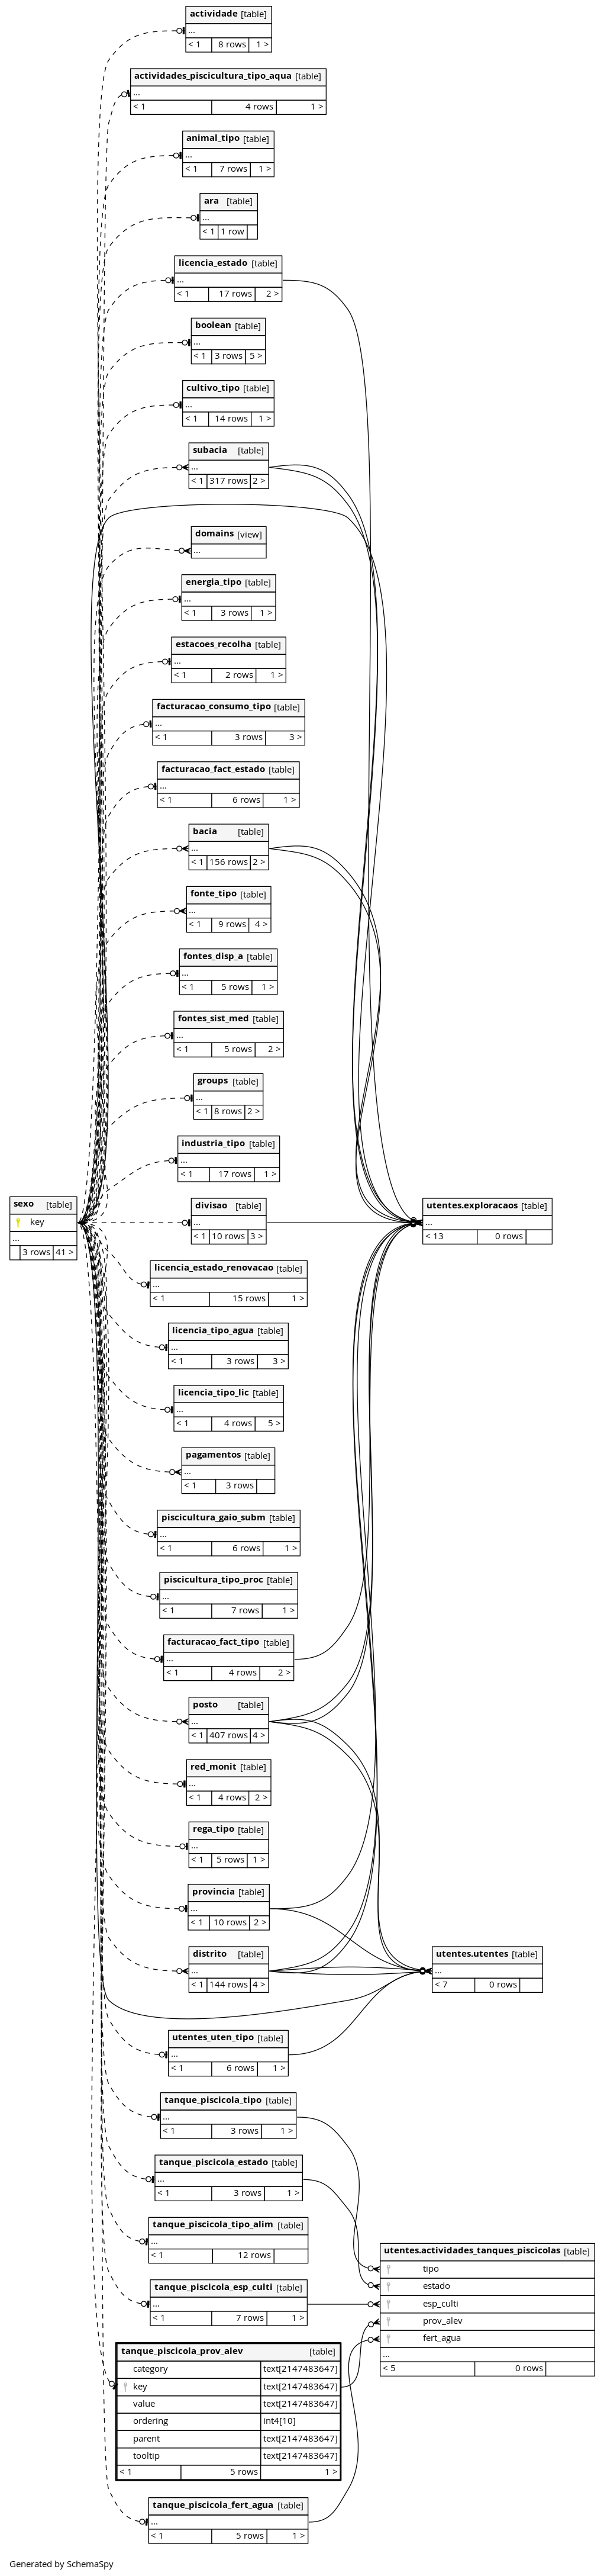 actividade [table]
...
< 1 8 rows 1 >
actividades_piscicultura_tipo_aqua [table]
...
< 1 4 rows 1 >
animal_tipo [table]
...
< 1 7 rows 1 >
ara [table]
...
< 1 1 row
licencia_estado [table]
...
< 1 17 rows 2 >
boolean [table]
...
< 1 3 rows 5 >
cultivo_tipo [table]
...
< 1 14 rows 1 >
subacia [table]
...
< 1 317 rows 2 >
domains [view]
...
energia_tipo [table]
...
< 1 3 rows 1 >
estacoes_recolha [table]
...
< 1 2 rows 1 >
facturacao_consumo_tipo [table]
...
< 1 3 rows 3 >
facturacao_fact_estado [table]
...
< 1 6 rows 1 >
bacia [table]
...
< 1 156 rows 2 >
fonte_tipo [table]
...
< 1 9 rows 4 >
fontes_disp_a [table]
...
< 1 5 rows 1 >
fontes_sist_med [table]
...
< 1 5 rows 2 >
groups [table]
...
< 1 8 rows 2 >
industria_tipo [table]
...
< 1 17 rows 1 >
sexo [table]
key
...
3 rows 41 >
divisao [table]
...
< 1 10 rows 3 >
utentes.exploracaos [table]
...
< 13 0 rows
licencia_estado_renovacao [table]
...
< 1 15 rows 1 >
licencia_tipo_agua [table]
...
< 1 3 rows 3 >
licencia_tipo_lic [table]
...
< 1 4 rows 5 >
pagamentos [table]
...
< 1 3 rows
piscicultura_gaio_subm [table]
...
< 1 6 rows 1 >
piscicultura_tipo_proc [table]
...
< 1 7 rows 1 >
facturacao_fact_tipo [table]
...
< 1 4 rows 2 >
posto [table]
...
< 1 407 rows 4 >
red_monit [table]
...
< 1 4 rows 2 >
rega_tipo [table]
...
< 1 5 rows 1 >
provincia [table]
...
< 1 10 rows 2 >
distrito [table]
...
< 1 144 rows 4 >
utentes.utentes [table]
...
< 7 0 rows
utentes_uten_tipo [table]
...
< 1 6 rows 1 >
tanque_piscicola_tipo [table]
...
< 1 3 rows 1 >
tanque_piscicola_estado [table]
...
< 1 3 rows 1 >
tanque_piscicola_tipo_alim [table]
...
< 1 12 rows
utentes.actividades_tanques_piscicolas [table]
tipo
estado
esp_culti
prov_alev
fert_agua
...
< 5 0 rows
tanque_piscicola_esp_culti [table]
...
< 1 7 rows 1 >
tanque_piscicola_prov_alev [table]
category text[2147483647]
key text[2147483647]
value text[2147483647]
ordering int4[10]
parent text[2147483647]
tooltip text[2147483647]
< 1 5 rows 1 >
tanque_piscicola_fert_agua [table]
...
< 1 5 rows 1 >
Generated by SchemaSpy